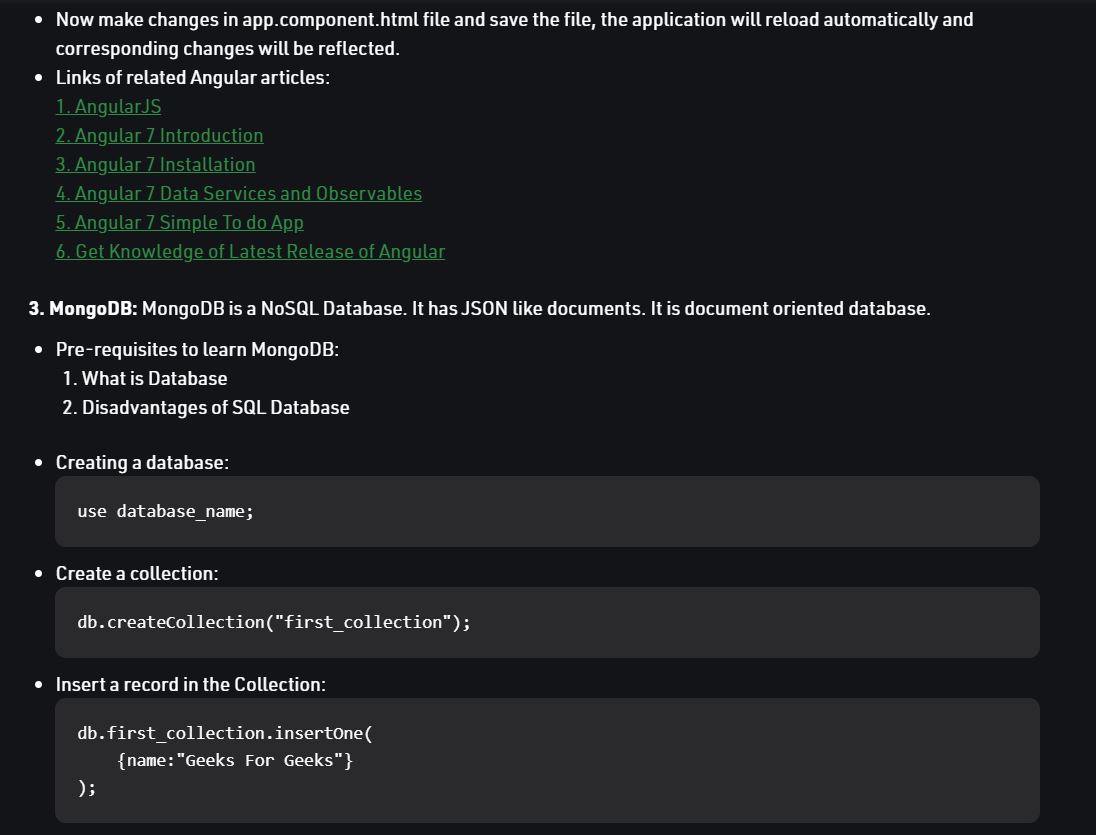 • Now make changes in app.component.html file and save the file, the application will reload automatically and
corresponding changes will be reflected.
• Links of related Angular articles:
1. AngularJS
2. Angular 7 Introduction
3. Angular 7 Installation
4. Angular 7 Data Services and Observables
5. Angular 7 Simple To do App
6. Get Knowledge of Latest Release of Angular
3. MongoDB: MongoDB is a NoSQL Database. It has JSON like documents. It is document oriented database.
• Pre-requisites to learn MongoDB:
1. What is Database
2. Disadvantages of SQL Database
• Creating a database:
use database_name;
• Create a collection:
db.createCollection("first_collection");
• Insert a record in the Collection:
db.first_collection.insertOne(
{name:"Geeks For Geeks"}
);